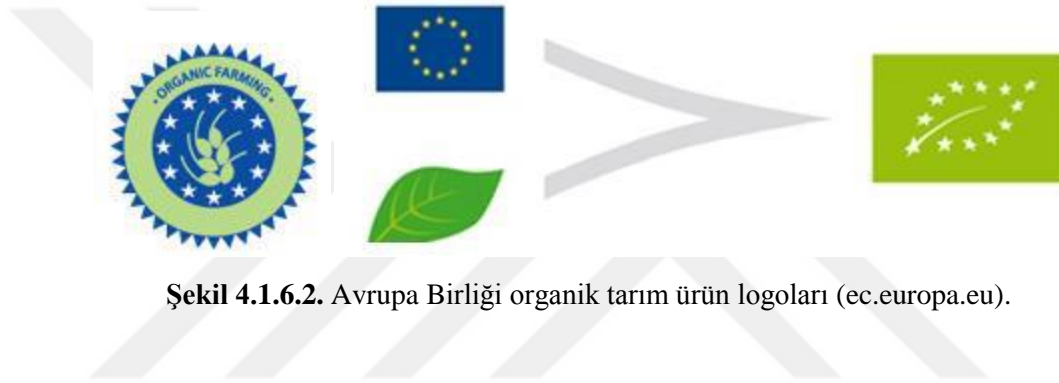 • ORGANIC FARMING •
Şekil 4.1.6.2. Avrupa Birliği organik tarım ürün logoları (ec.europa.eu).